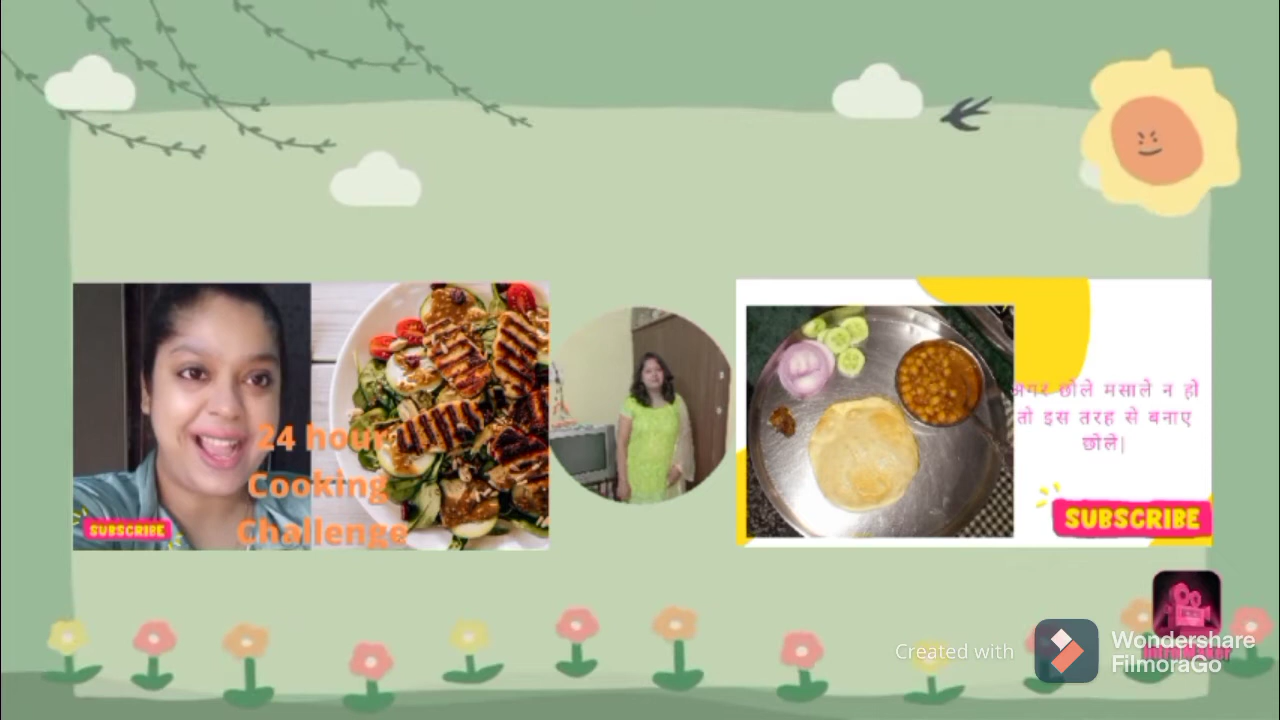 24 hour
Cooking
Challenge
SUBSCRIBE
अगर छोले मसाले न हो
तो इस तरह से बनाए
छोले|
SUBSCRIBE
Created with
Wondershare
FilmoraGo